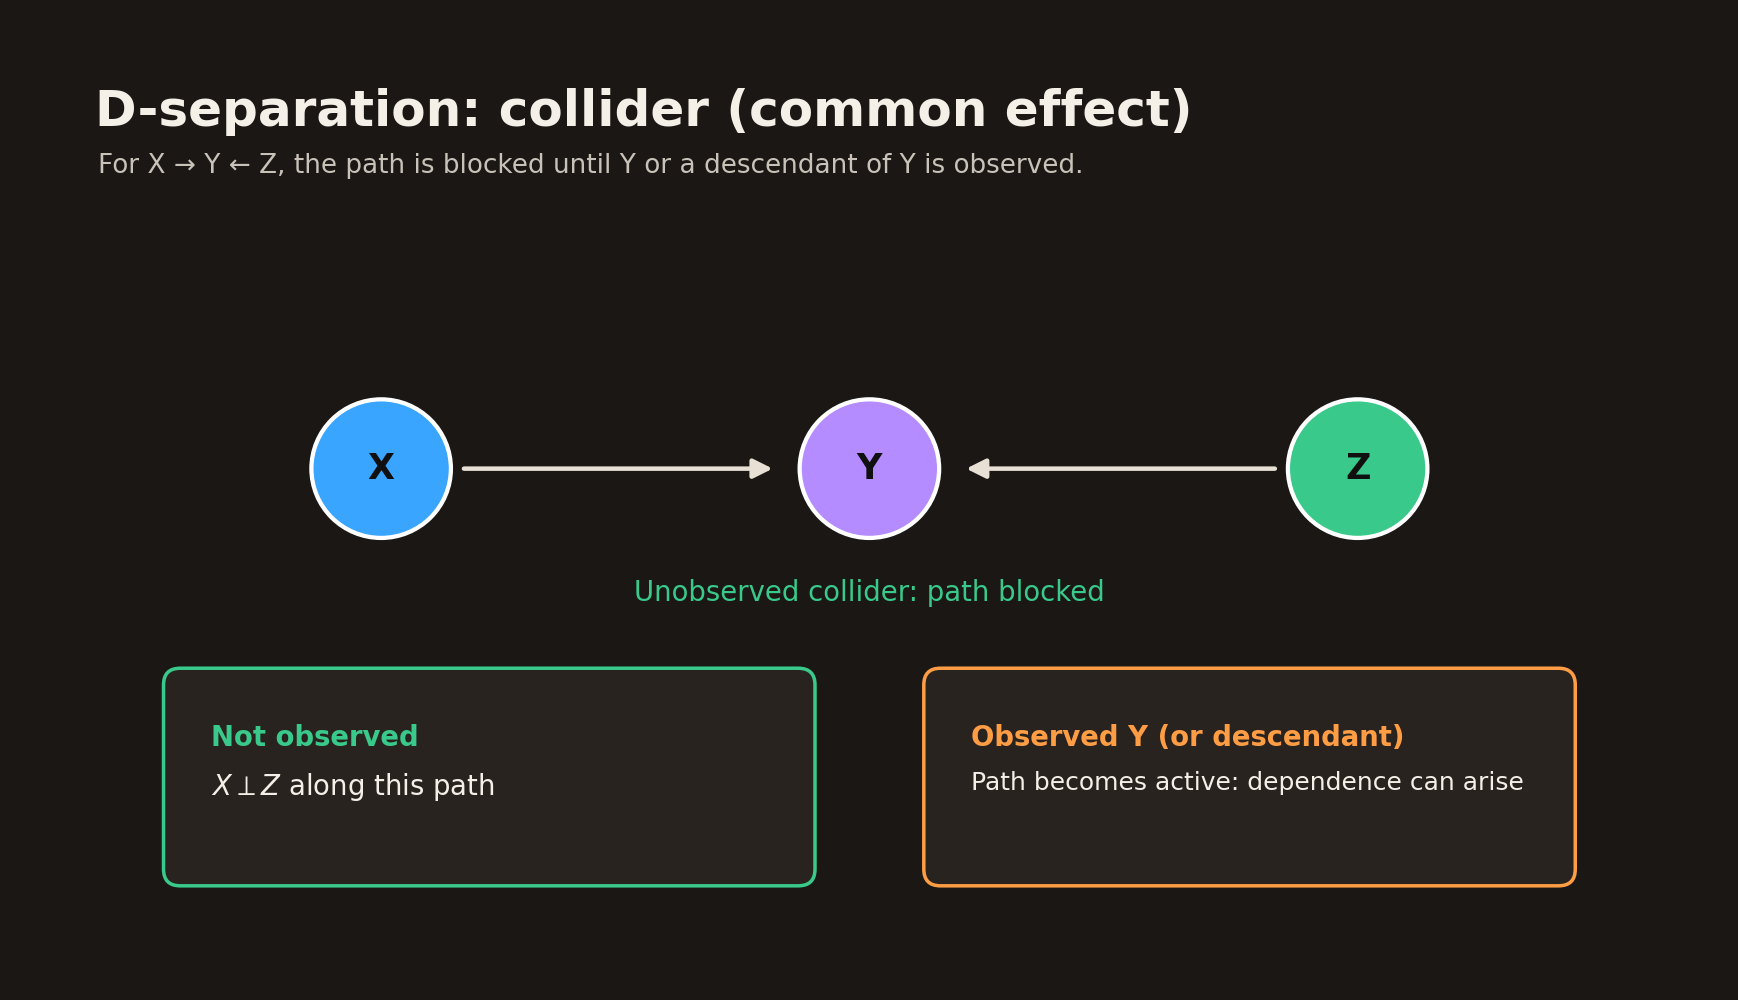 D-separation: collider (common effect)
For X → Y ← Z, the path is blocked until Y or a descendant of Y is observed.
X
Y
Z
Unobserved collider: path blocked
Not observed
X ⊥ Z along this path
Observed Y (or descendant)
Path becomes active: dependence can arise